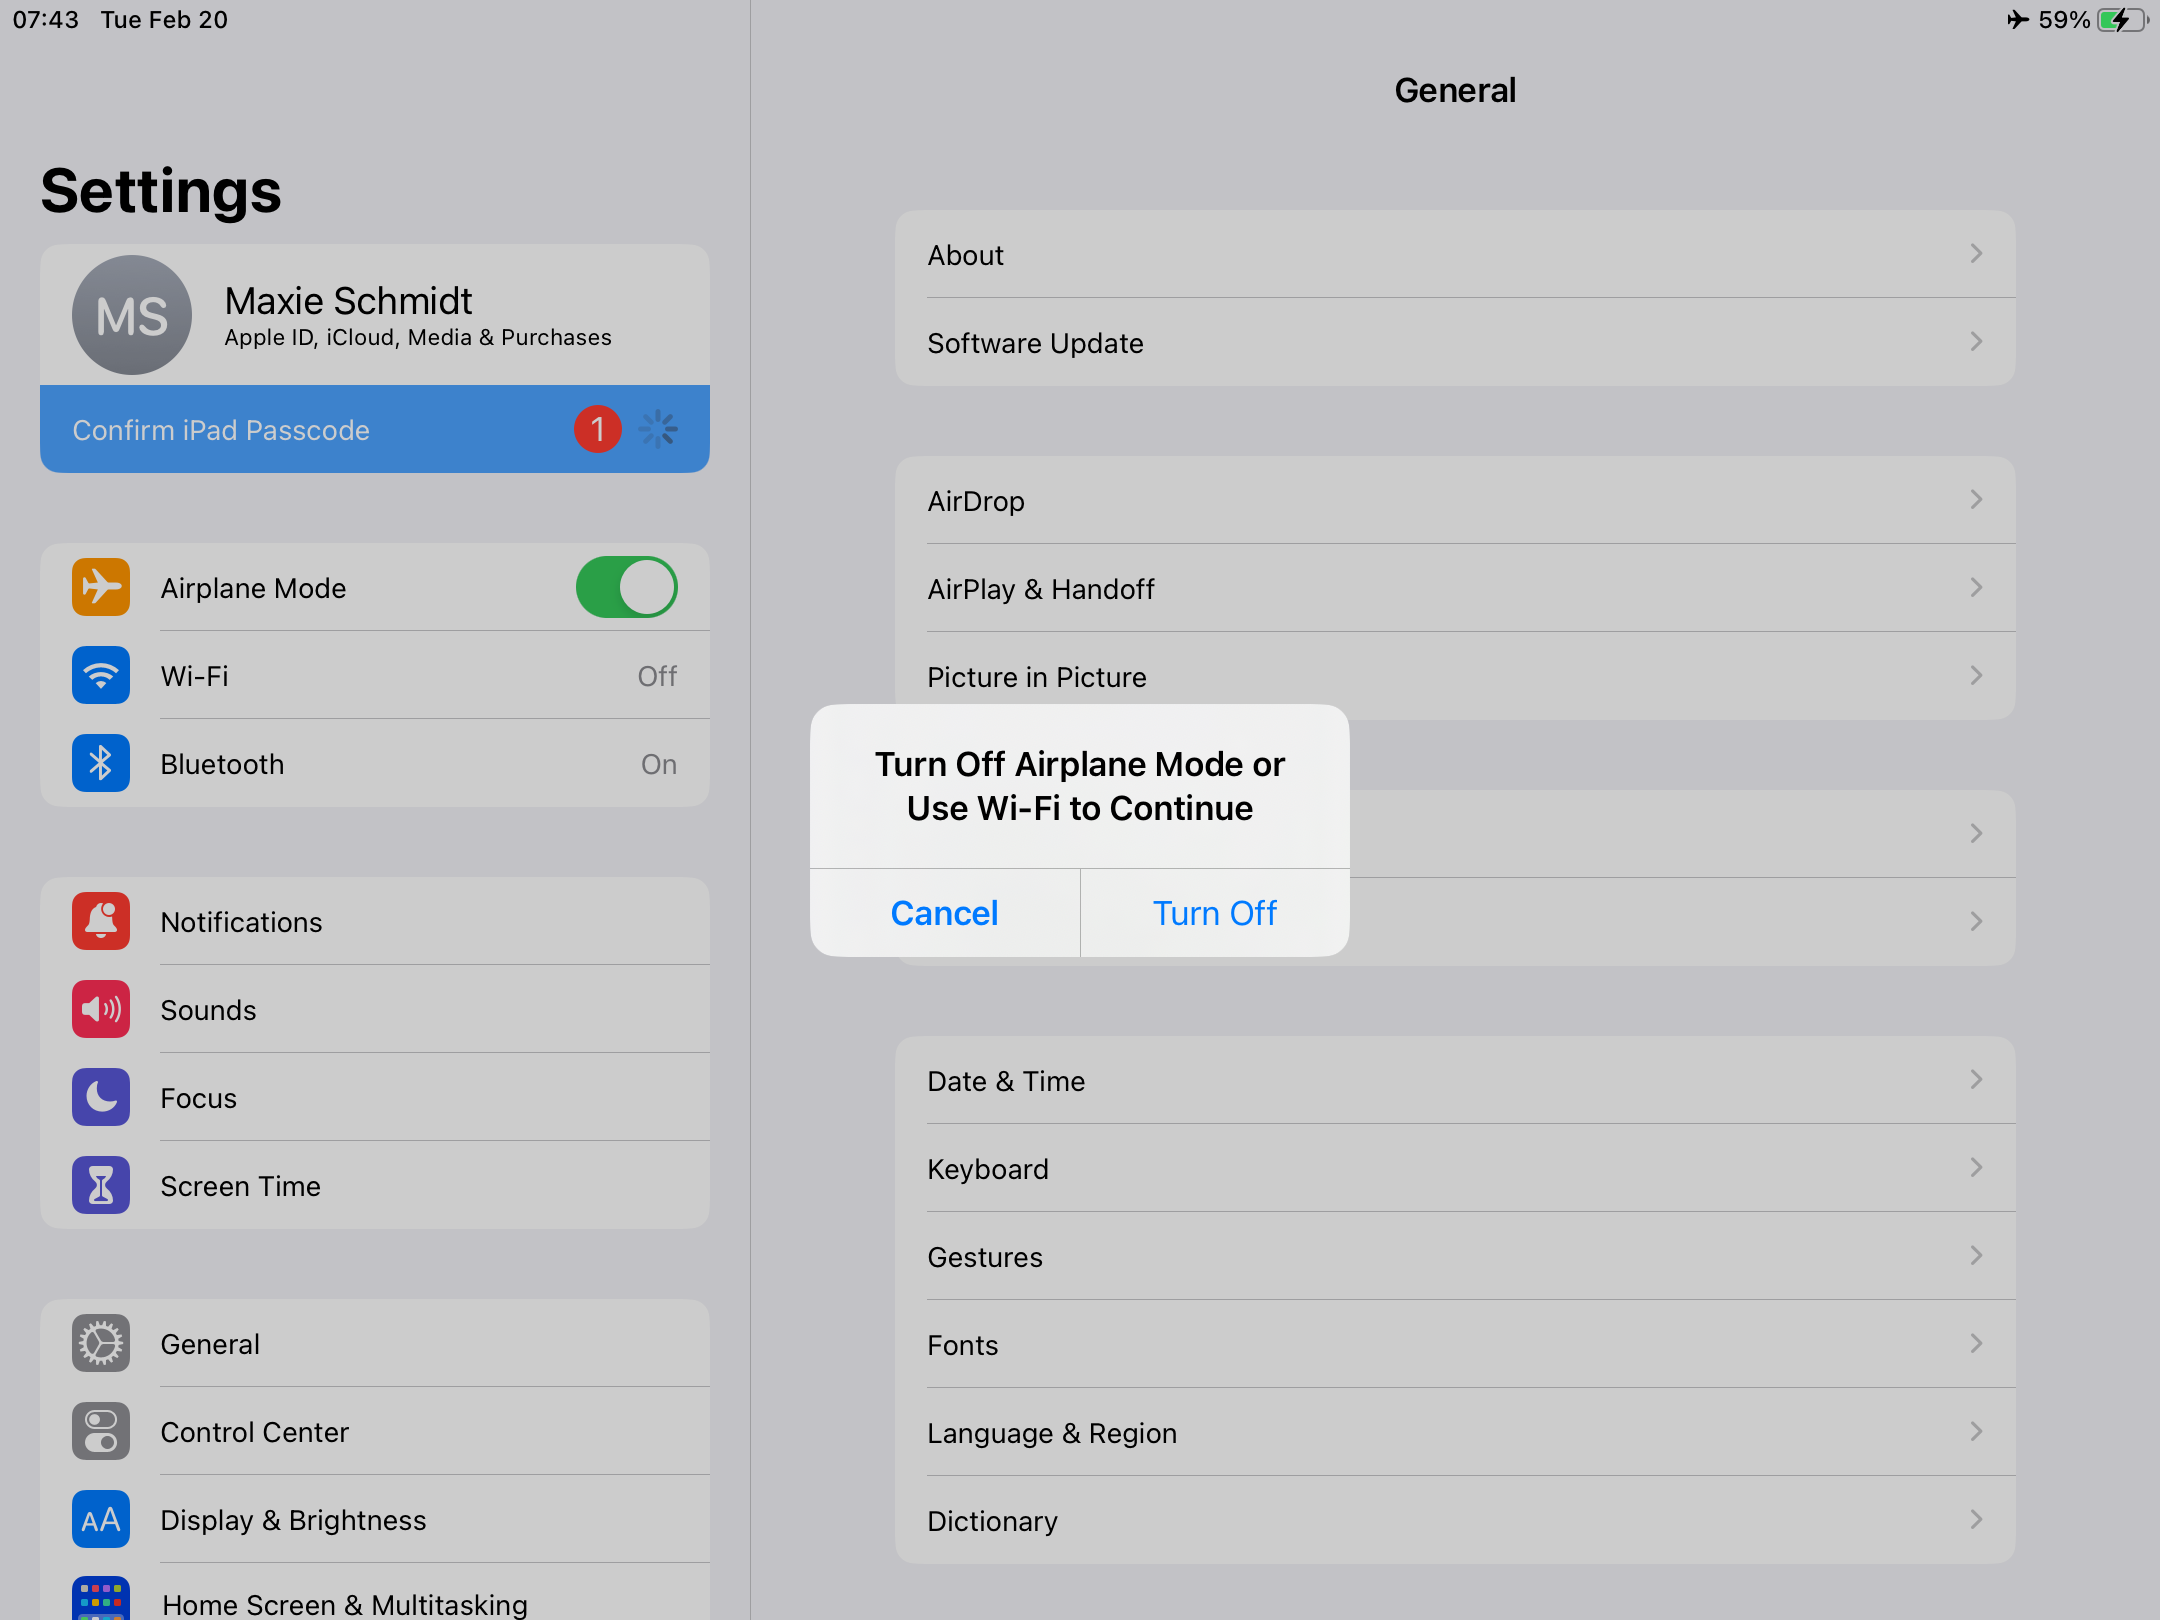 07:43 Tue Feb 20
59%
Settings
MS
Maxie Schmidt
Apple ID, iCloud, Media & Purchases
Confirm iPad Passcode
1
Airplane Mode
Wi-Fi
Off
Bluetooth
On
Notifications
Sounds
Focus
Screen Time
General
Control Center
AA
Display & Brightness
Home Screen & Multitasking
General
About
Software Update
AirDrop
AirPlay & Handoff
Picture in Picture
Turn Off Airplane Mode or
Use Wi-Fi to Continue
Cancel
Turn Off
Date & Time
Keyboard
Gestures
Fonts
Language & Region
Dictionary